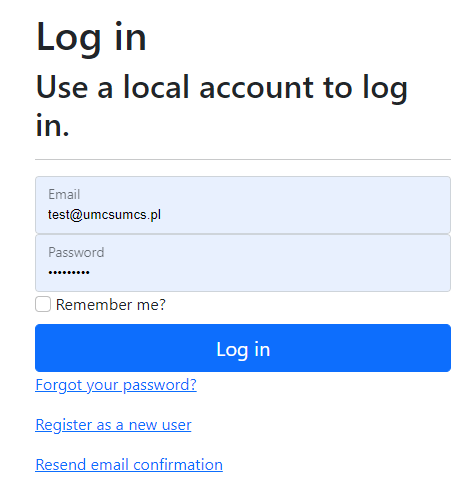 Log in
Use a local account to log
in.
Email
test@umcsumcs.pl
Password
•••••••••
Remember me?
Log in
Forgot your password?
Register as a new user
Resend email confirmation